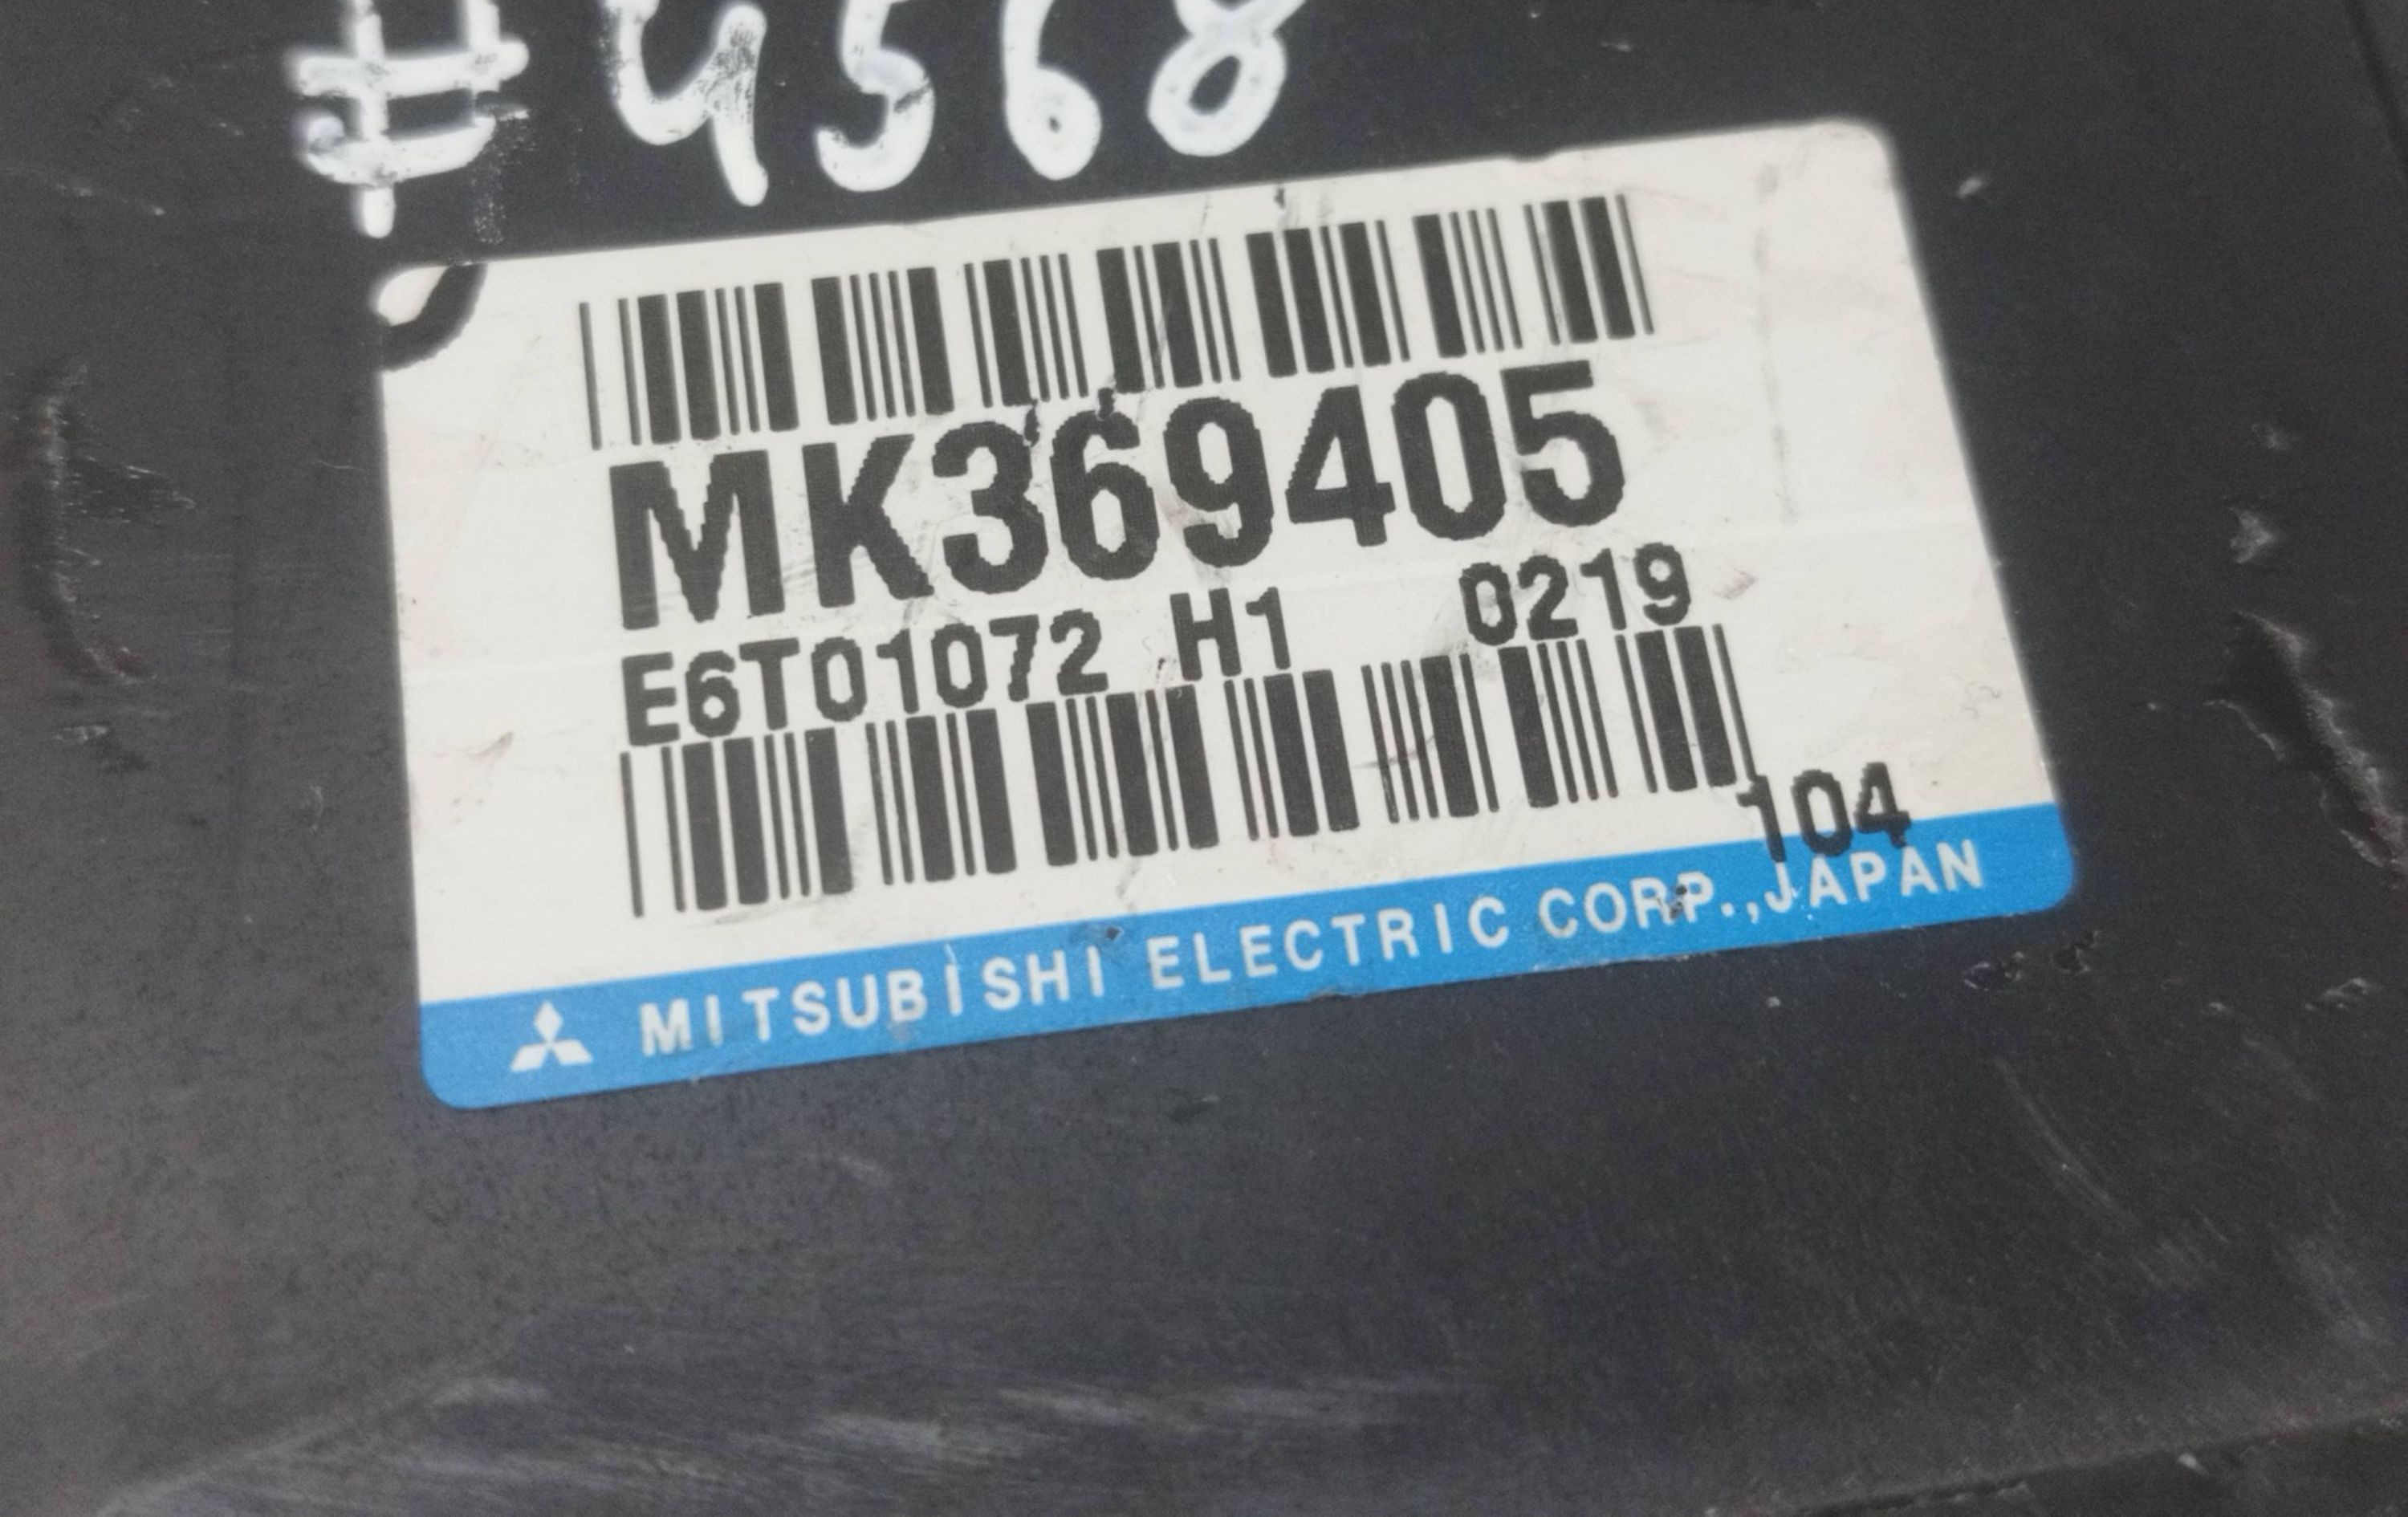 #4568
MK369405
E6T01072 H1 0219
104
MITSUBISHI ELECTRIC CORP.,JAPAN